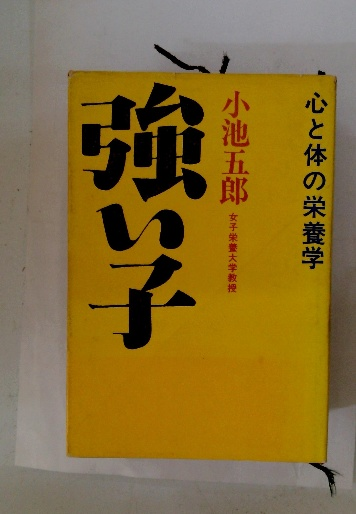 心と体の栄養学
小池五郎
女子栄養大学教授
強い子